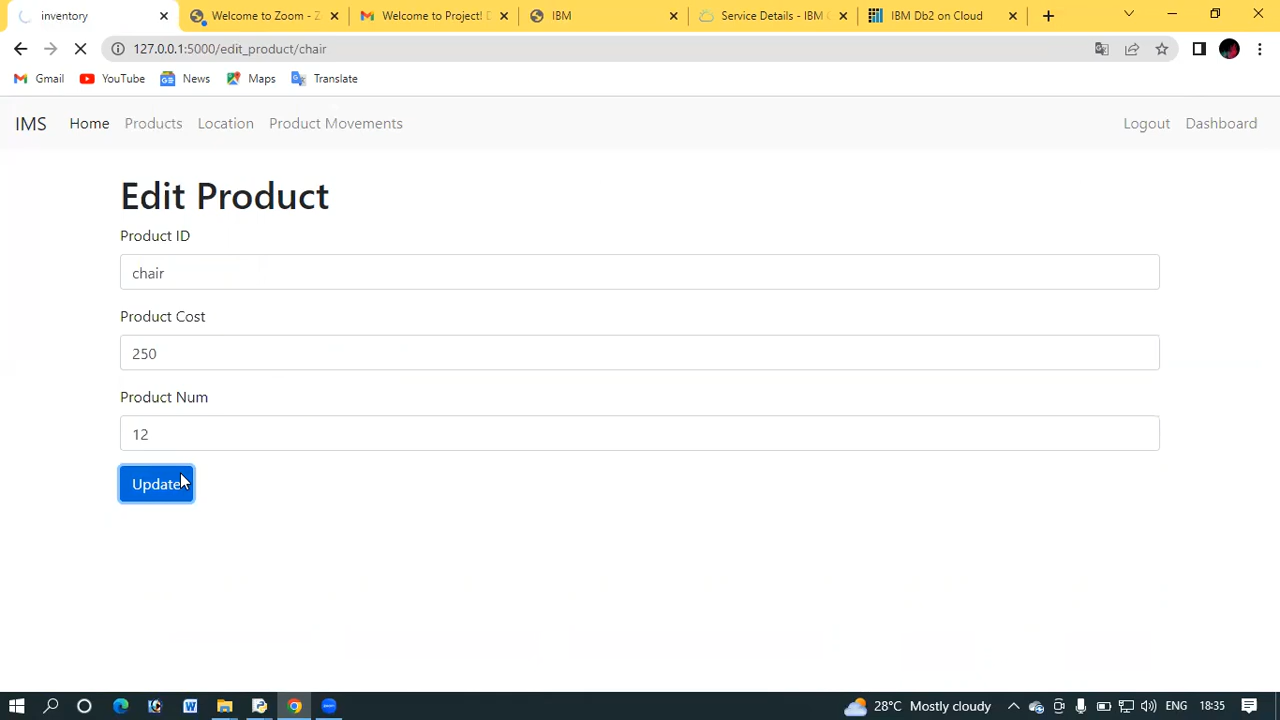 inventory
Welcome to Zoom - Z
Welcome to Project! D
IBM
Service Details - IBM C
IBM Db2 on Cloud
127.0.0.1:5000/edit_product/chair
Gmail
YouTube
News
Maps
Translate
IMS
Home
Products
Location
Product Movements
Logout
Dashboard
Edit Product
Product ID
chair
Product Cost
250
Product Num
12
Update
28°C Mostly cloudy
ENG
18:35